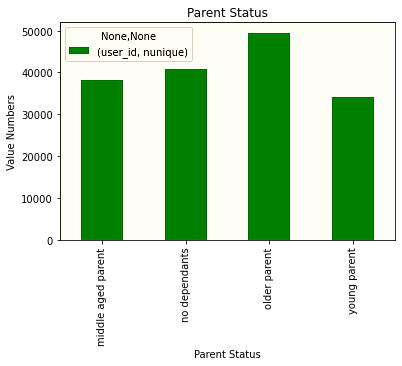 Parent Status
None,None
(user_id, nunique)
Value Numbers
50000
40000
30000
20000
10000
0
middle aged parent
no dependants
older parent
young parent
Parent Status